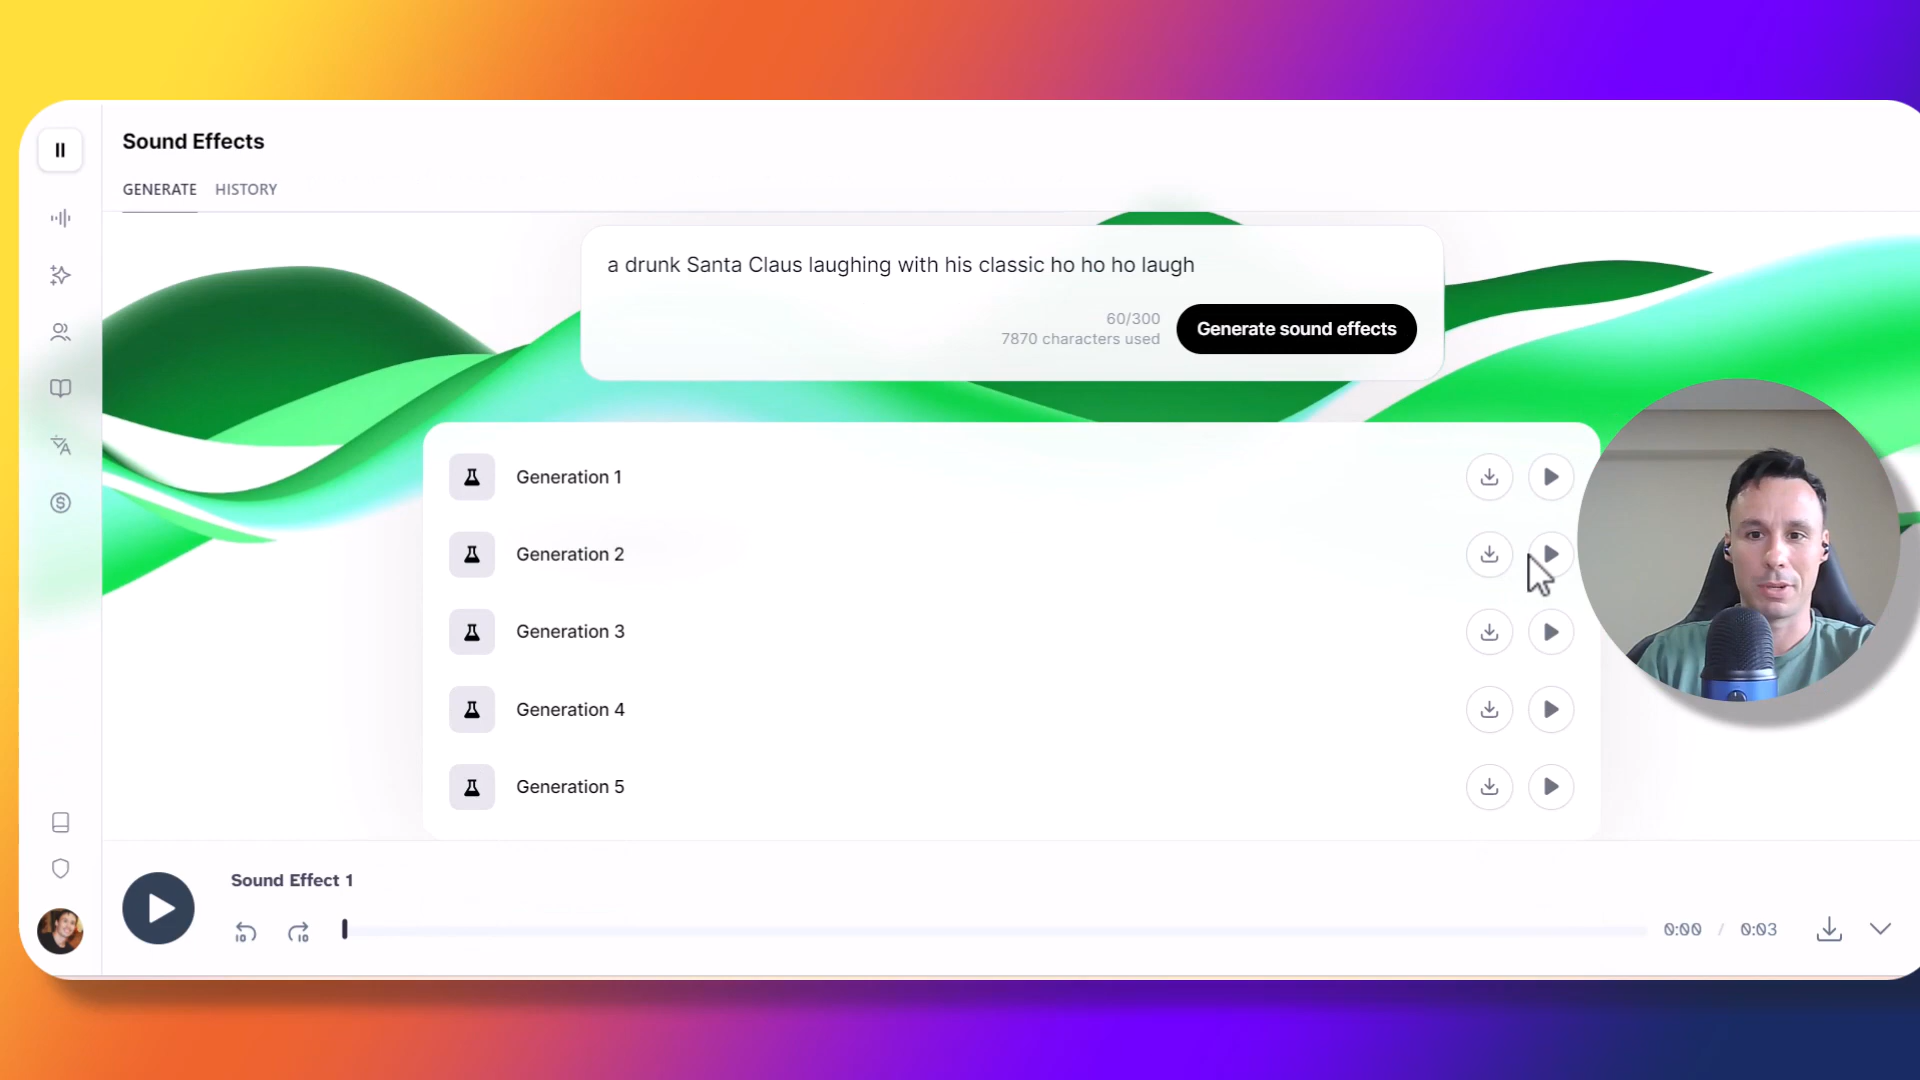 Sound Effects
GENERATE HISTORY
a drunk Santa Claus laughing with his classic ho ho ho laugh
60/300
7870 characters used
Generate sound effects
Generation 1
Generation 2
Generation 3
Generation 4
Generation 5
Sound Effect 1
10 10
0:00 / 0:03